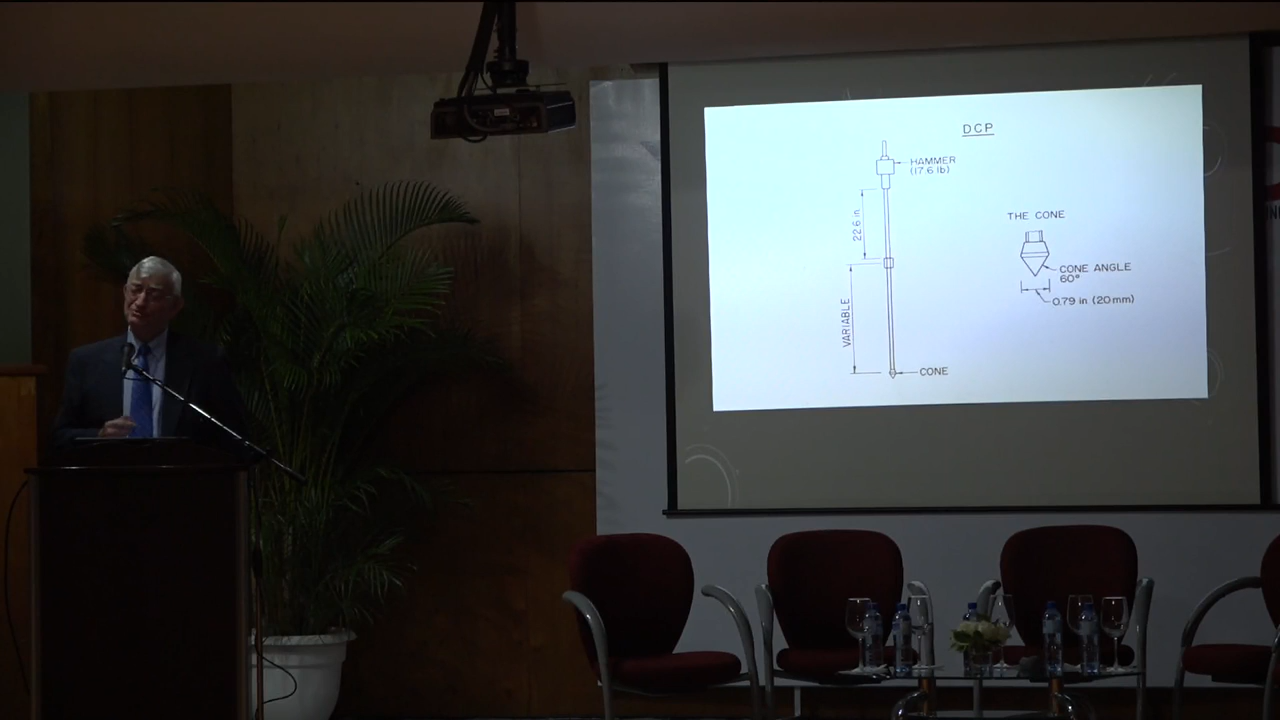 DCP
HAMMER
(17.6 lb)
22.6 in
VARIABLE
CONE
THE CONE
CONE ANGLE
60°
0.79 in (20mm)